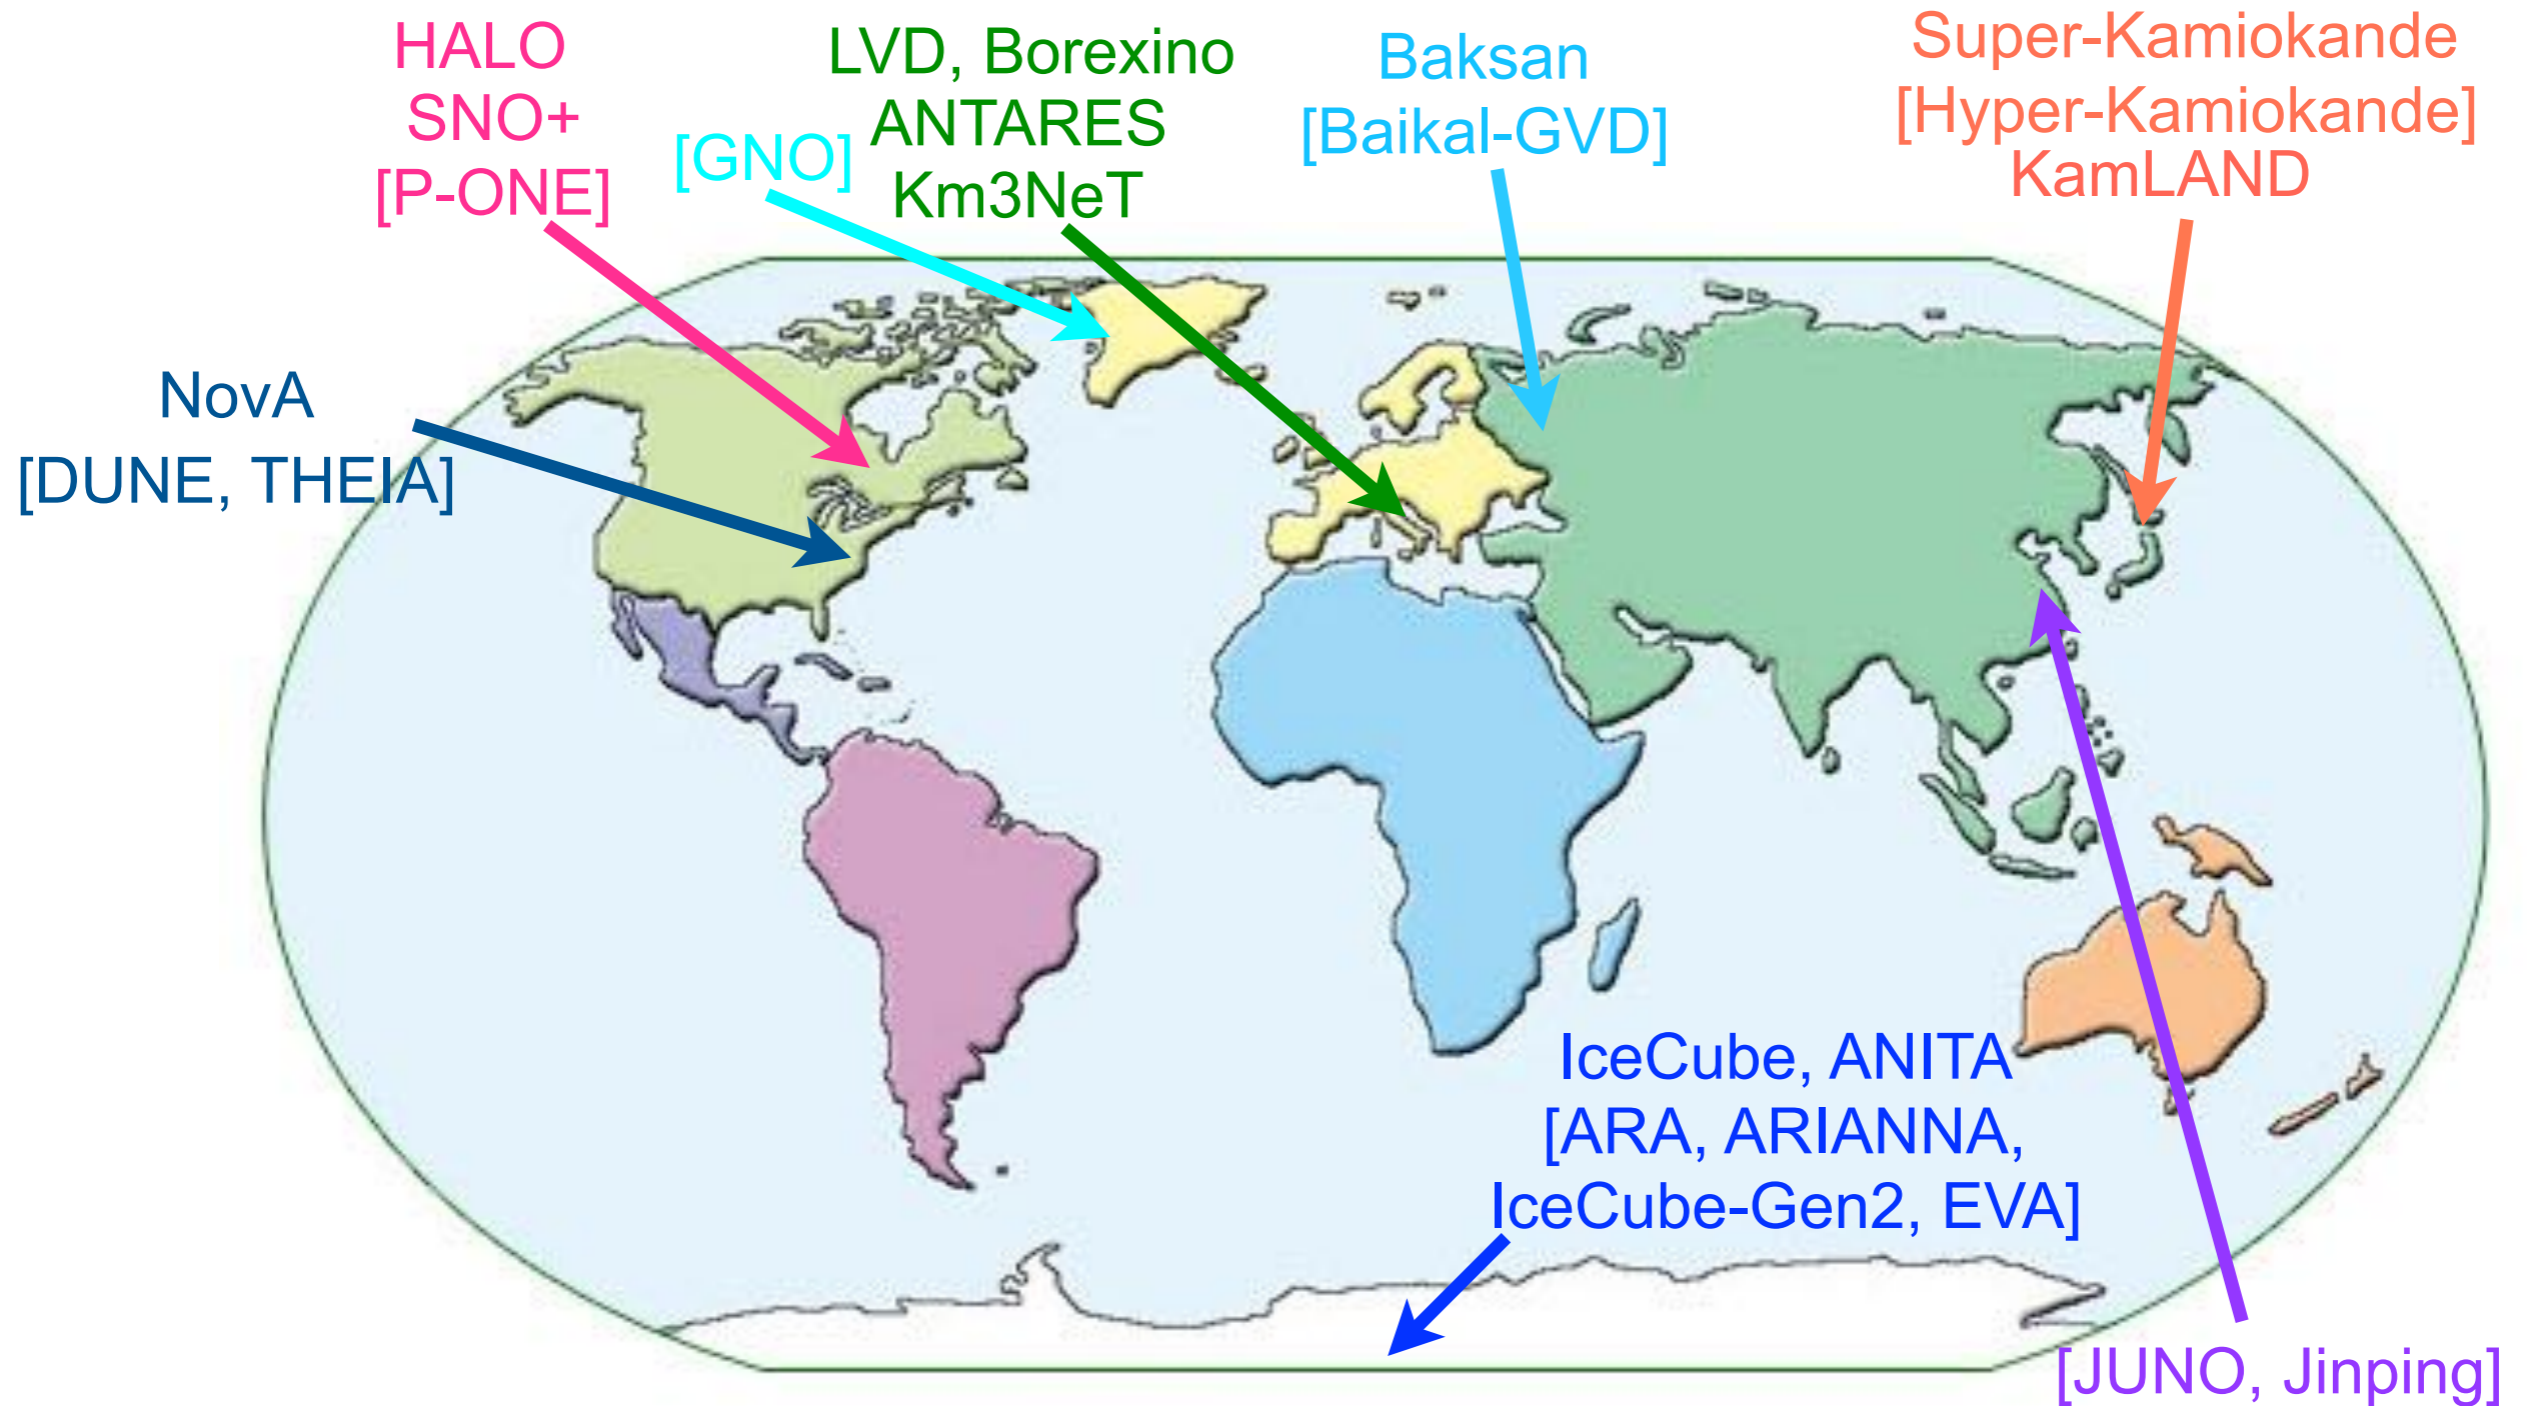 HALO
SNO+
[P-ONE]
[GNO]
LVD, Borexino
ANTARES
Km3NeT
Baksan
[Baikal-GVD]
Super-Kamiokande
[Hyper-Kamiokande]
KamLAND
NovA
[DUNE, THEIA]
IceCube, ANITA
[ARA, ARIANNA,
IceCube-Gen2, EVA]
[JUNO, Jinping]